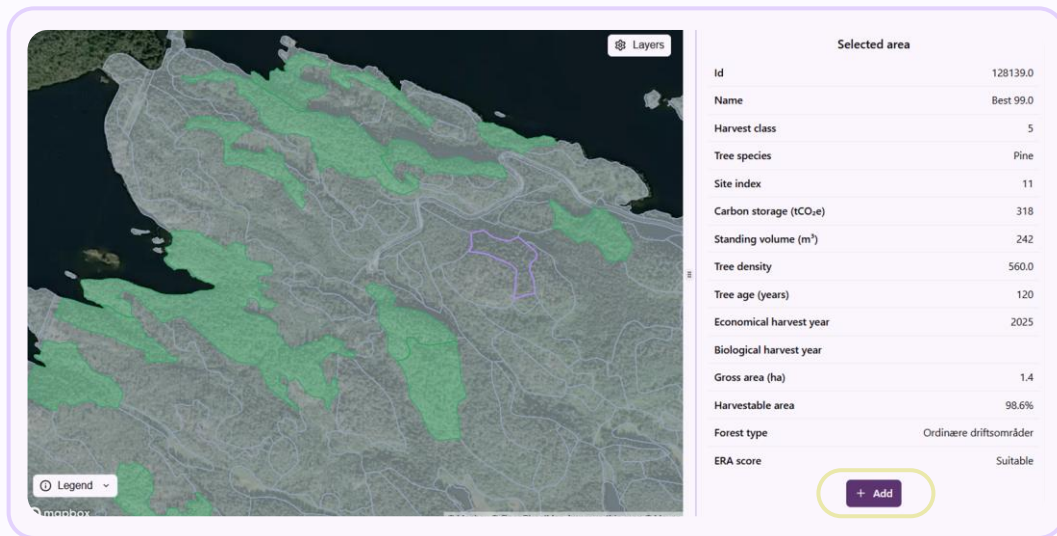 Layers
Legend
mapbox
Selected area
Id 128139.0
Name Best 99.0
Harvest class 5
Tree species Pine
Site index 11
Carbon storage (tCO₂e) 318
Standing volume (m³) 242
Tree density 560.0
Tree age (years) 120
Economical harvest year 2025
Biological harvest year
Gross area (ha) 1.4
Harvestable area 98.6%
Forest type Ordinære driftsområder
ERA score Suitable
+ Add